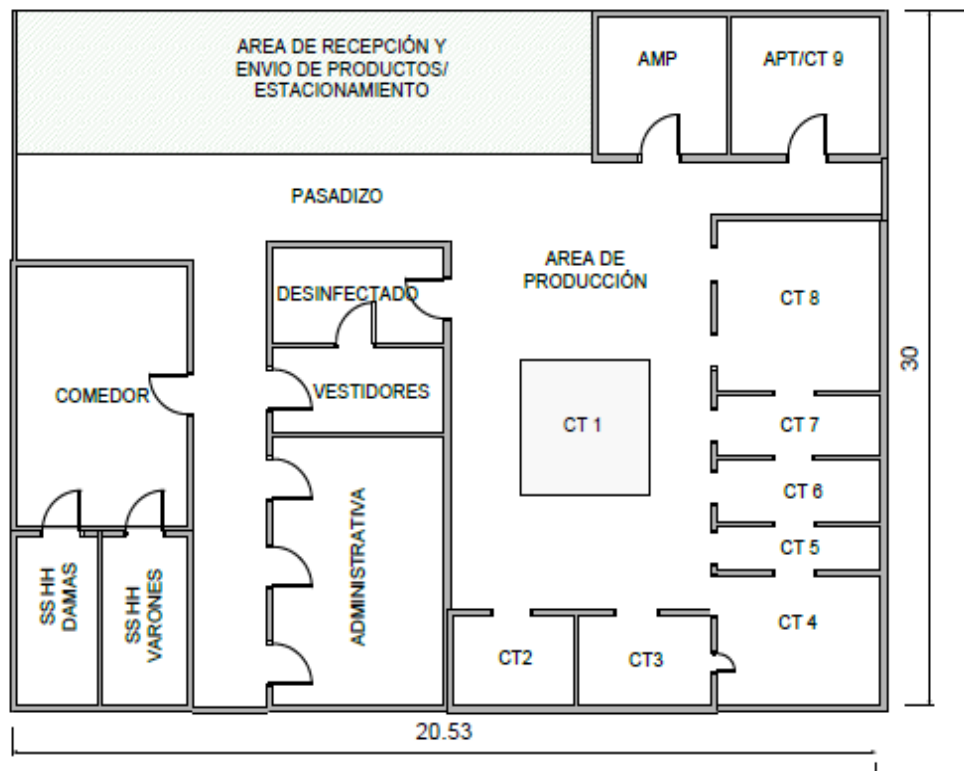 AREA DE RECEPCIÓN Y
ENVIO DE PRODUCTOS/
ESTACIONAMIENTO
AMP
APT/CT 9
PASADIZO
AREA DE
PRODUCCIÓN
DESINFECTADO
CT 8
30
COMEDOR
VESTIDORES
CT 1
CT 7
CT 6
ADMINISTRATIVA
CT 5
SS HH
DAMAS
SS HH
VARONES
CT2
CT3
CT 4
20.53